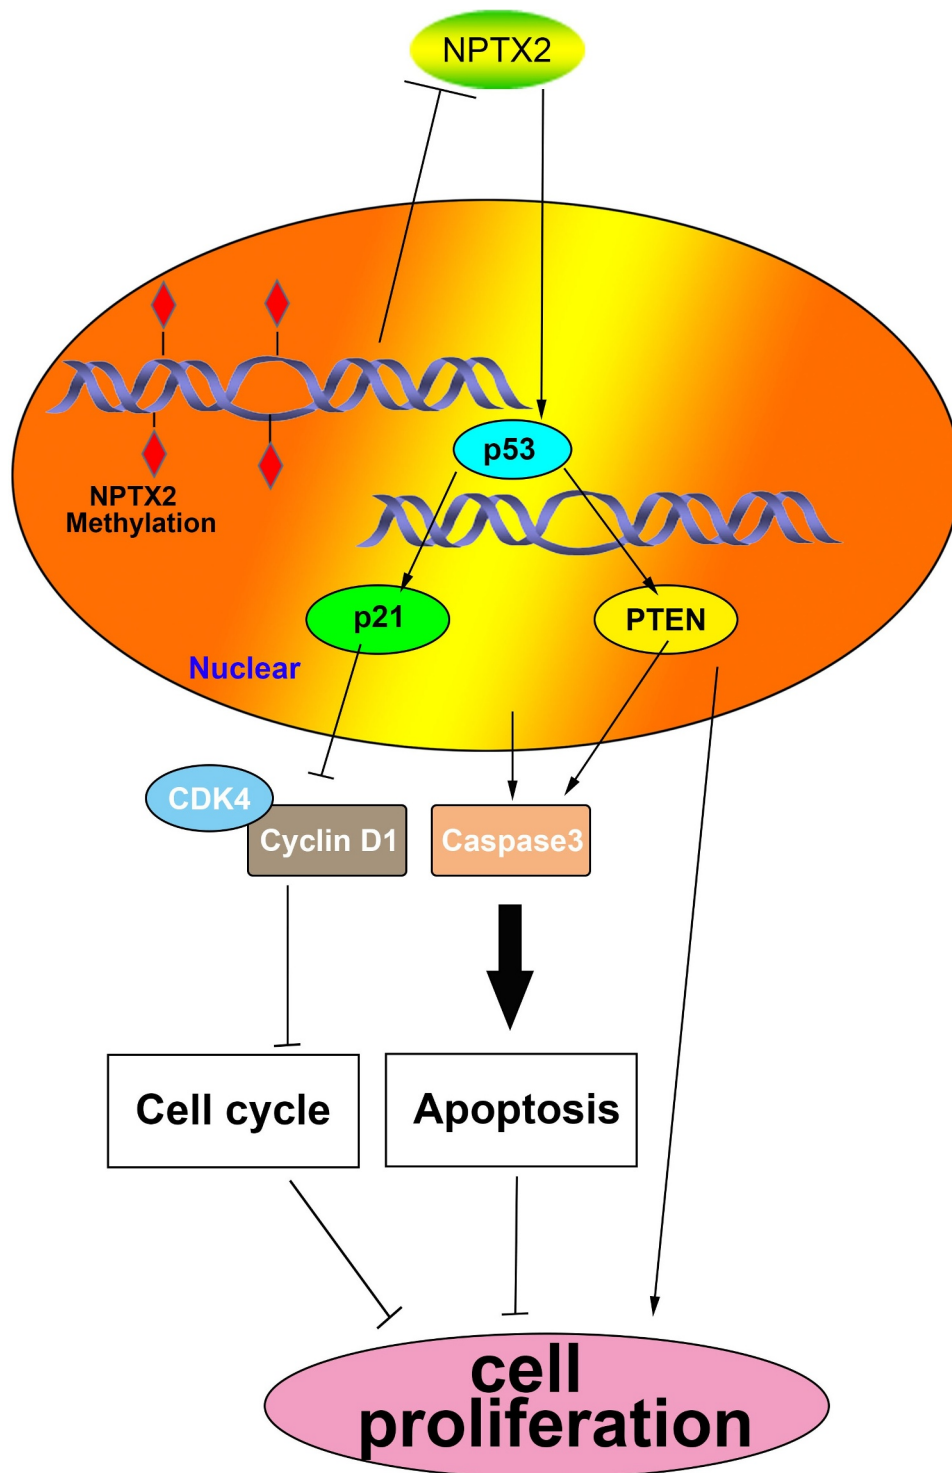 NPTX2
p53
NPTX2
Methylation
p21
PTEN
Nuclear
CDK4
Cyclin D1
Caspase3
Cell cycle
Apoptosis
cell
proliferation